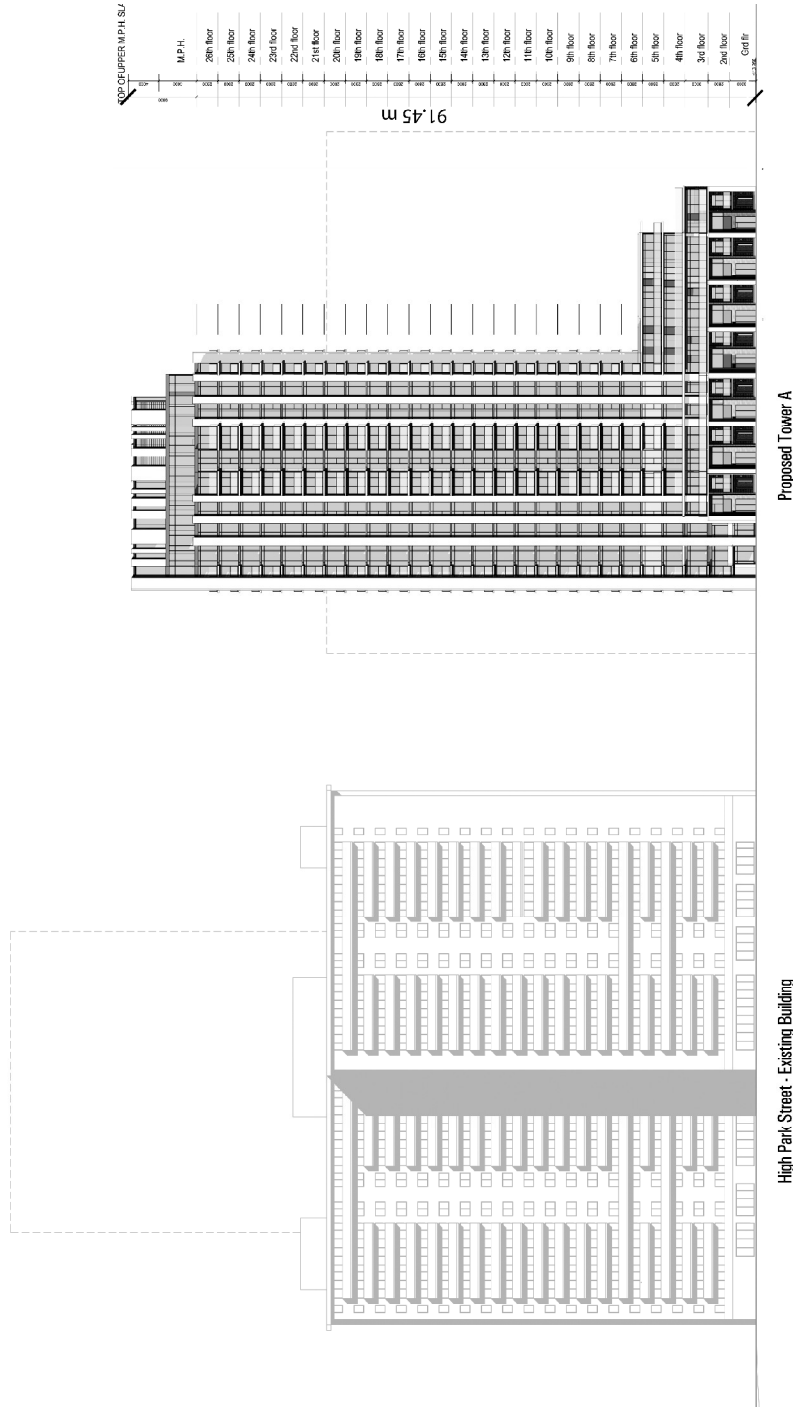 TOP OFUPPER M.P.H. SL
M.P.H.
26th floor
25th floor
24th floor
23rd floor
22nd floor
21st floor
20th floor
19th floor
18th floor
17th floor
16th floor
15th floor
14th floor
13th floor
12th floor
11th floor
10th floor
9th floor
8th floor
7th floor
6th floor
5th floor
4th floor
3rd floor
2nd floor
Grd flr
91.45 m
Proposed Tower A
High Park Street - Existing Building